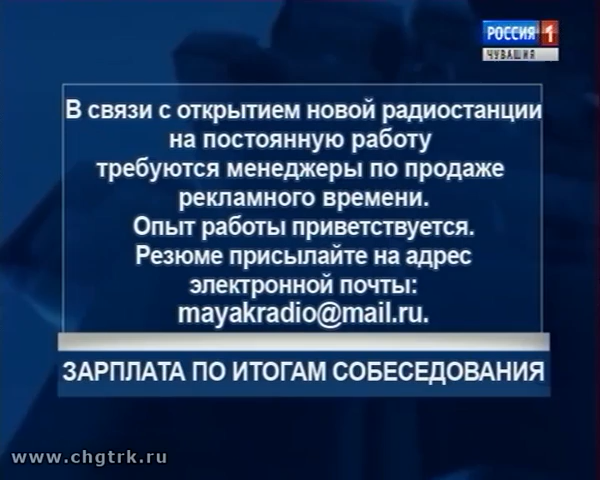 РОССИЯ 1
ЧУВАШИЯ
В связи с открытием новой радиостанции
на постоянную работу
требуются менеджеры по продаже
рекламного времени.
Опыт работы приветствуется.
Резюме присылайте на адрес
электронной почты:
mayakradio@mail.ru.
ЗАРПЛАТА ПО ИТОГАМ СОБЕСЕДОВАНИЯ
www.chgtrk.ru